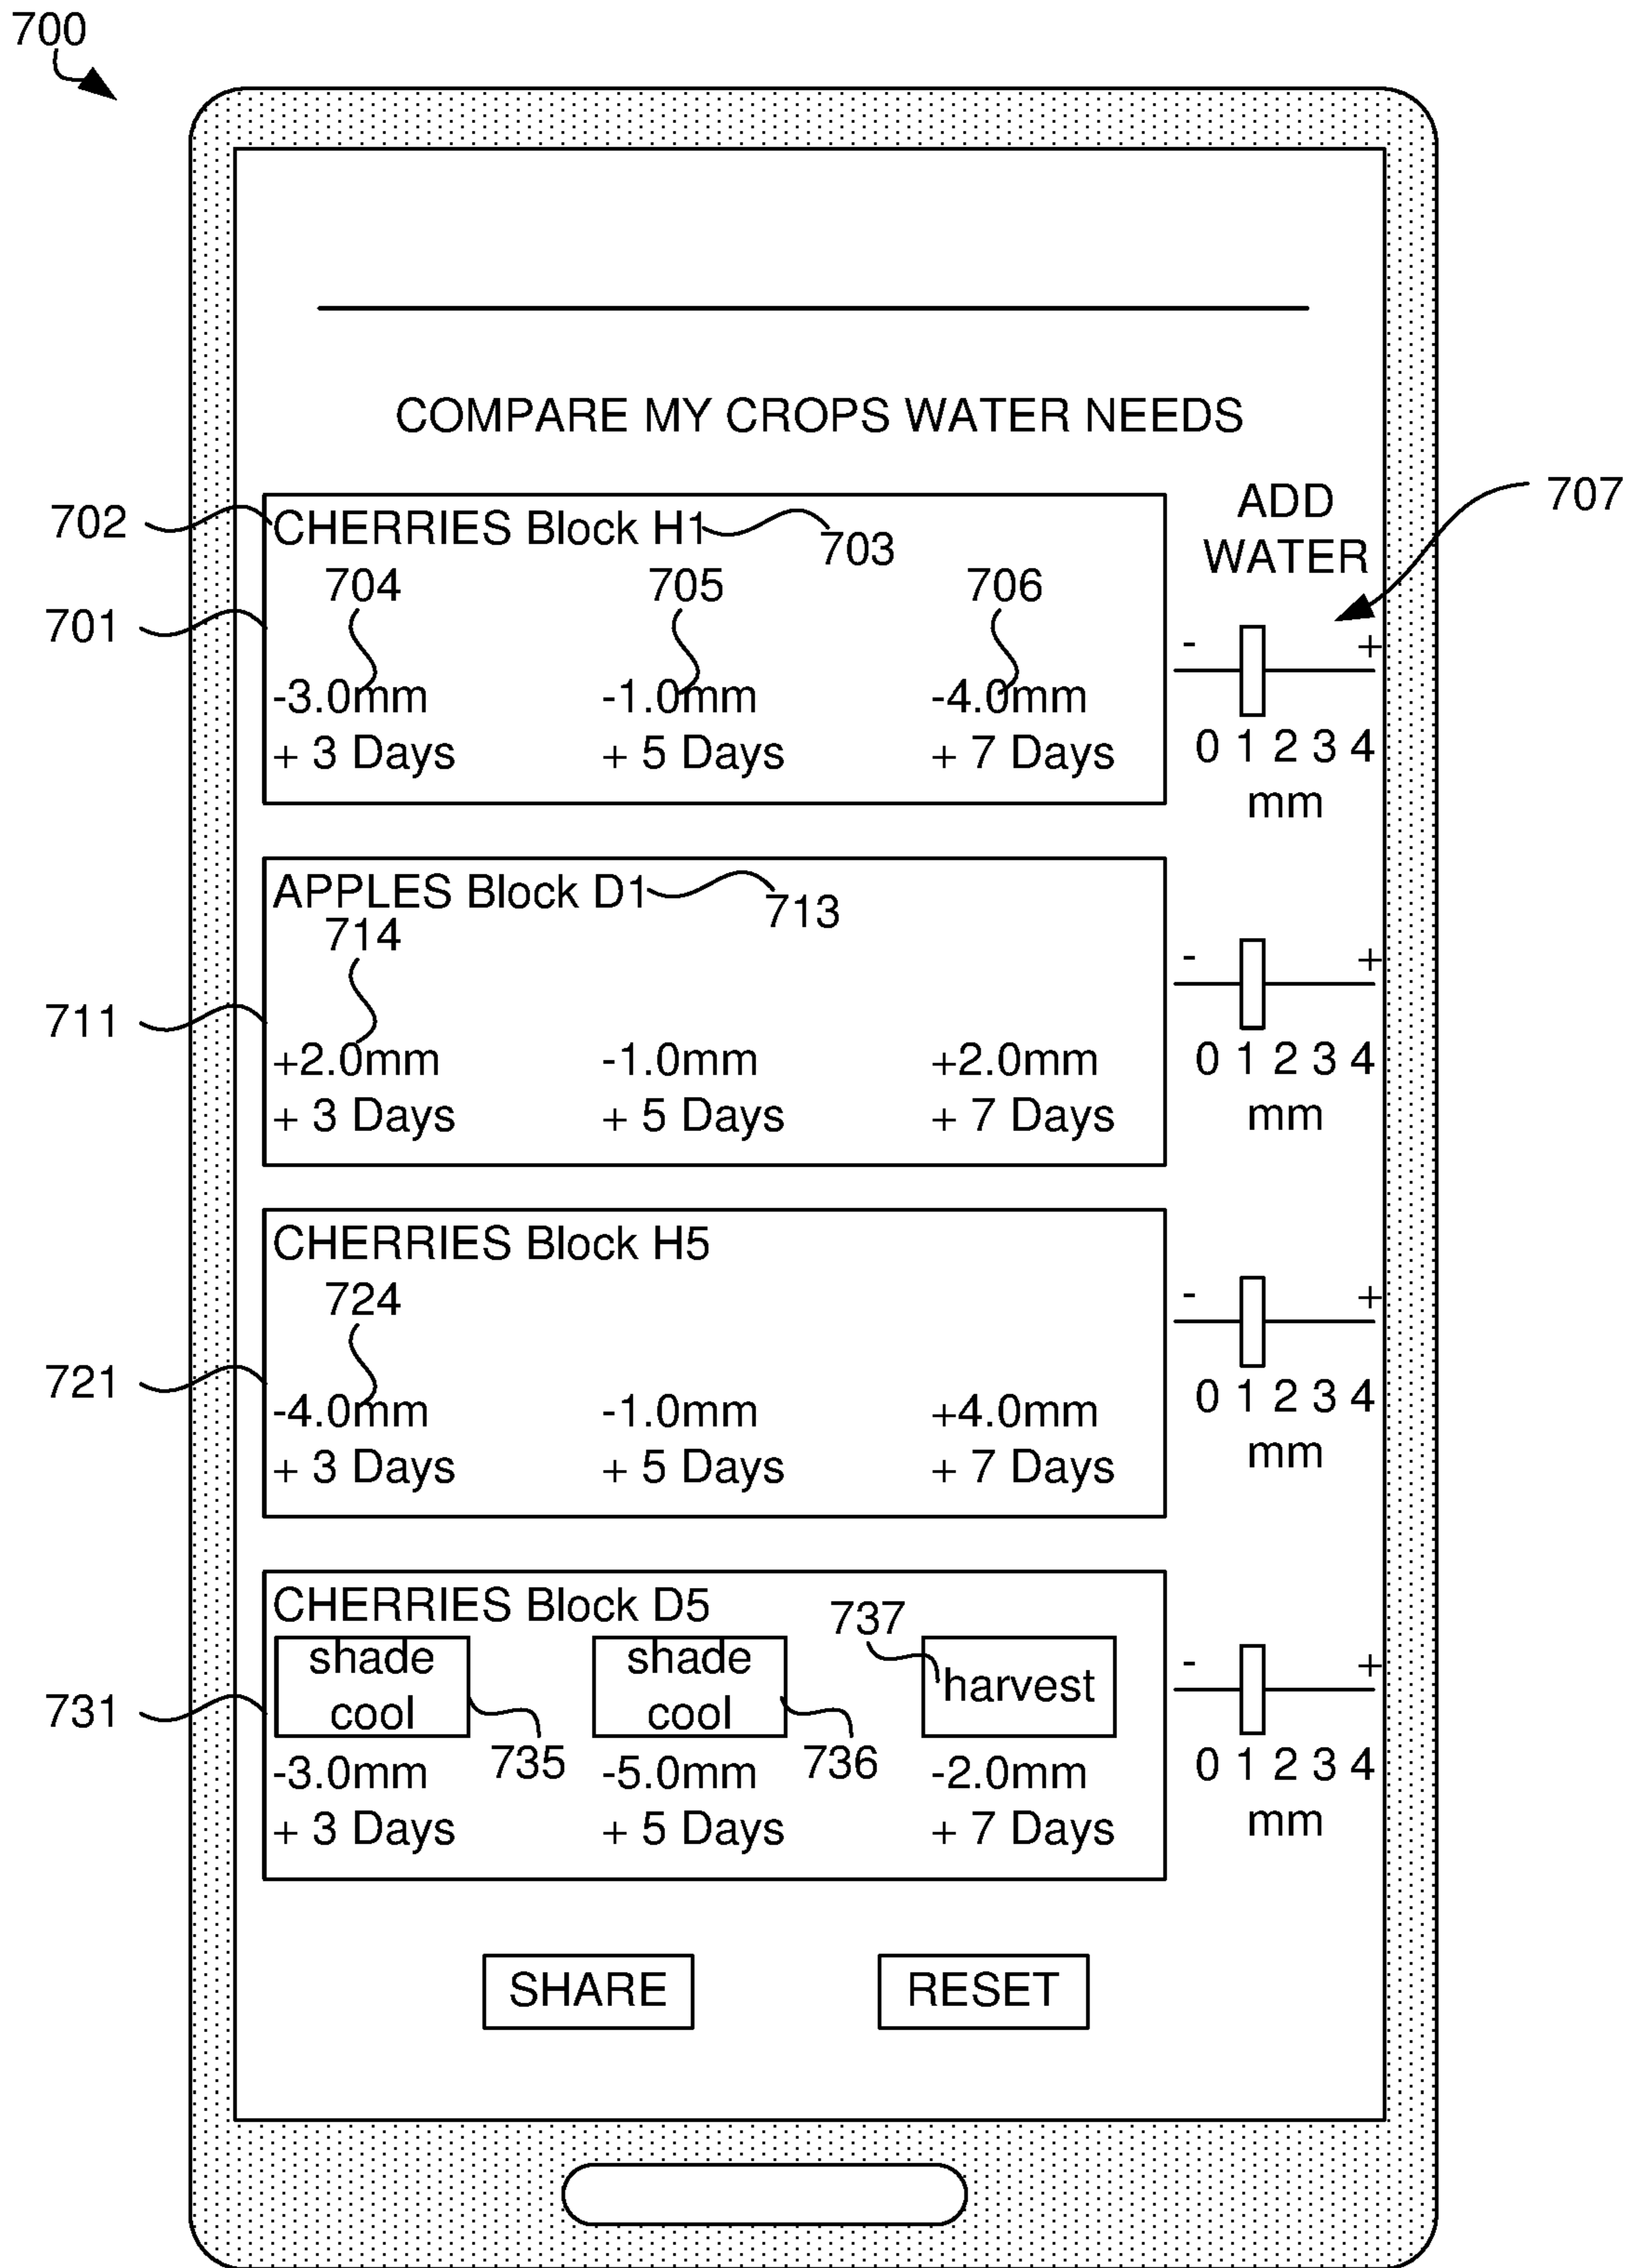 700
COMPARE MY CROPS WATER NEEDS
ADD
WATER
707
702
CHERRIES Block H1
703
704 705 706
701
- +
-3.0mm -1.0mm -4.0mm
+ 3 Days + 5 Days + 7 Days
0 1 2 3 4
mm
APPLES Block D1
713
714
711
- +
+2.0mm -1.0mm +2.0mm
+ 3 Days + 5 Days + 7 Days
0 1 2 3 4
mm
CHERRIES Block H5
724
721
- +
-4.0mm -1.0mm +4.0mm
+ 3 Days + 5 Days + 7 Days
0 1 2 3 4
mm
CHERRIES Block D5
737
731
shade
cool
shade
cool
harvest
- +
735
736
-3.0mm -5.0mm -2.0mm
+ 3 Days + 5 Days + 7 Days
0 1 2 3 4
mm
SHARE RESET